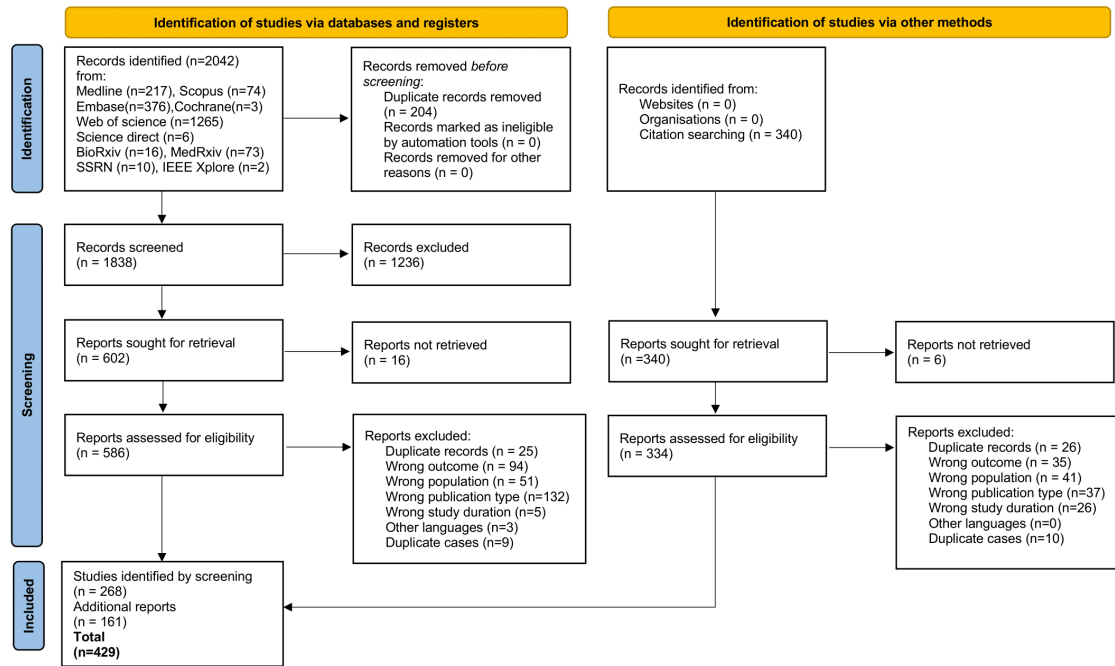 Identification of studies via databases and registers
Identification of studies via other methods
Identification
Records identified (n=2042)
from:
Medline (n=217), Scopus (n=74)
Embase(n=376),Cochrane(n=3)
Web of science (n=1265)
Science direct (n=6)
BioRxiv (n=16), MedRxiv (n=73)
SSRN (n=10), IEEE Xplore (n=2)
Records removed before
screening:
Duplicate records removed
(n = 204)
Records marked as ineligible
by automation tools (n = 0)
Records removed for other
reasons (n = 0)
Records identified from:
Websites (n = 0)
Organisations (n = 0)
Citation searching (n = 340)
Screening
Records screened
(n = 1838)
Records excluded
(n = 1236)
Reports sought for retrieval
(n = 602)
Reports not retrieved
(n = 16)
Reports sought for retrieval
(n =340)
Reports not retrieved
(n = 6)
Reports assessed for eligibility
(n = 586)
Reports excluded:
Duplicate records (n = 25)
Wrong outcome (n = 94)
Wrong population (n = 51)
Wrong publication type (n=132)
Wrong study duration (n=5)
Other languages (n=3)
Duplicate cases (n=9)
Reports assessed for eligibility
(n = 334)
Reports excluded:
Duplicate records (n = 26)
Wrong outcome (n = 35)
Wrong population (n = 41)
Wrong publication type (n=37)
Wrong study duration (n=26)
Other languages (n=0)
Duplicate cases (n=10)
Included
Studies identified by screening
(n = 268)
Additional reports
(n = 161)
Total
(n=429)